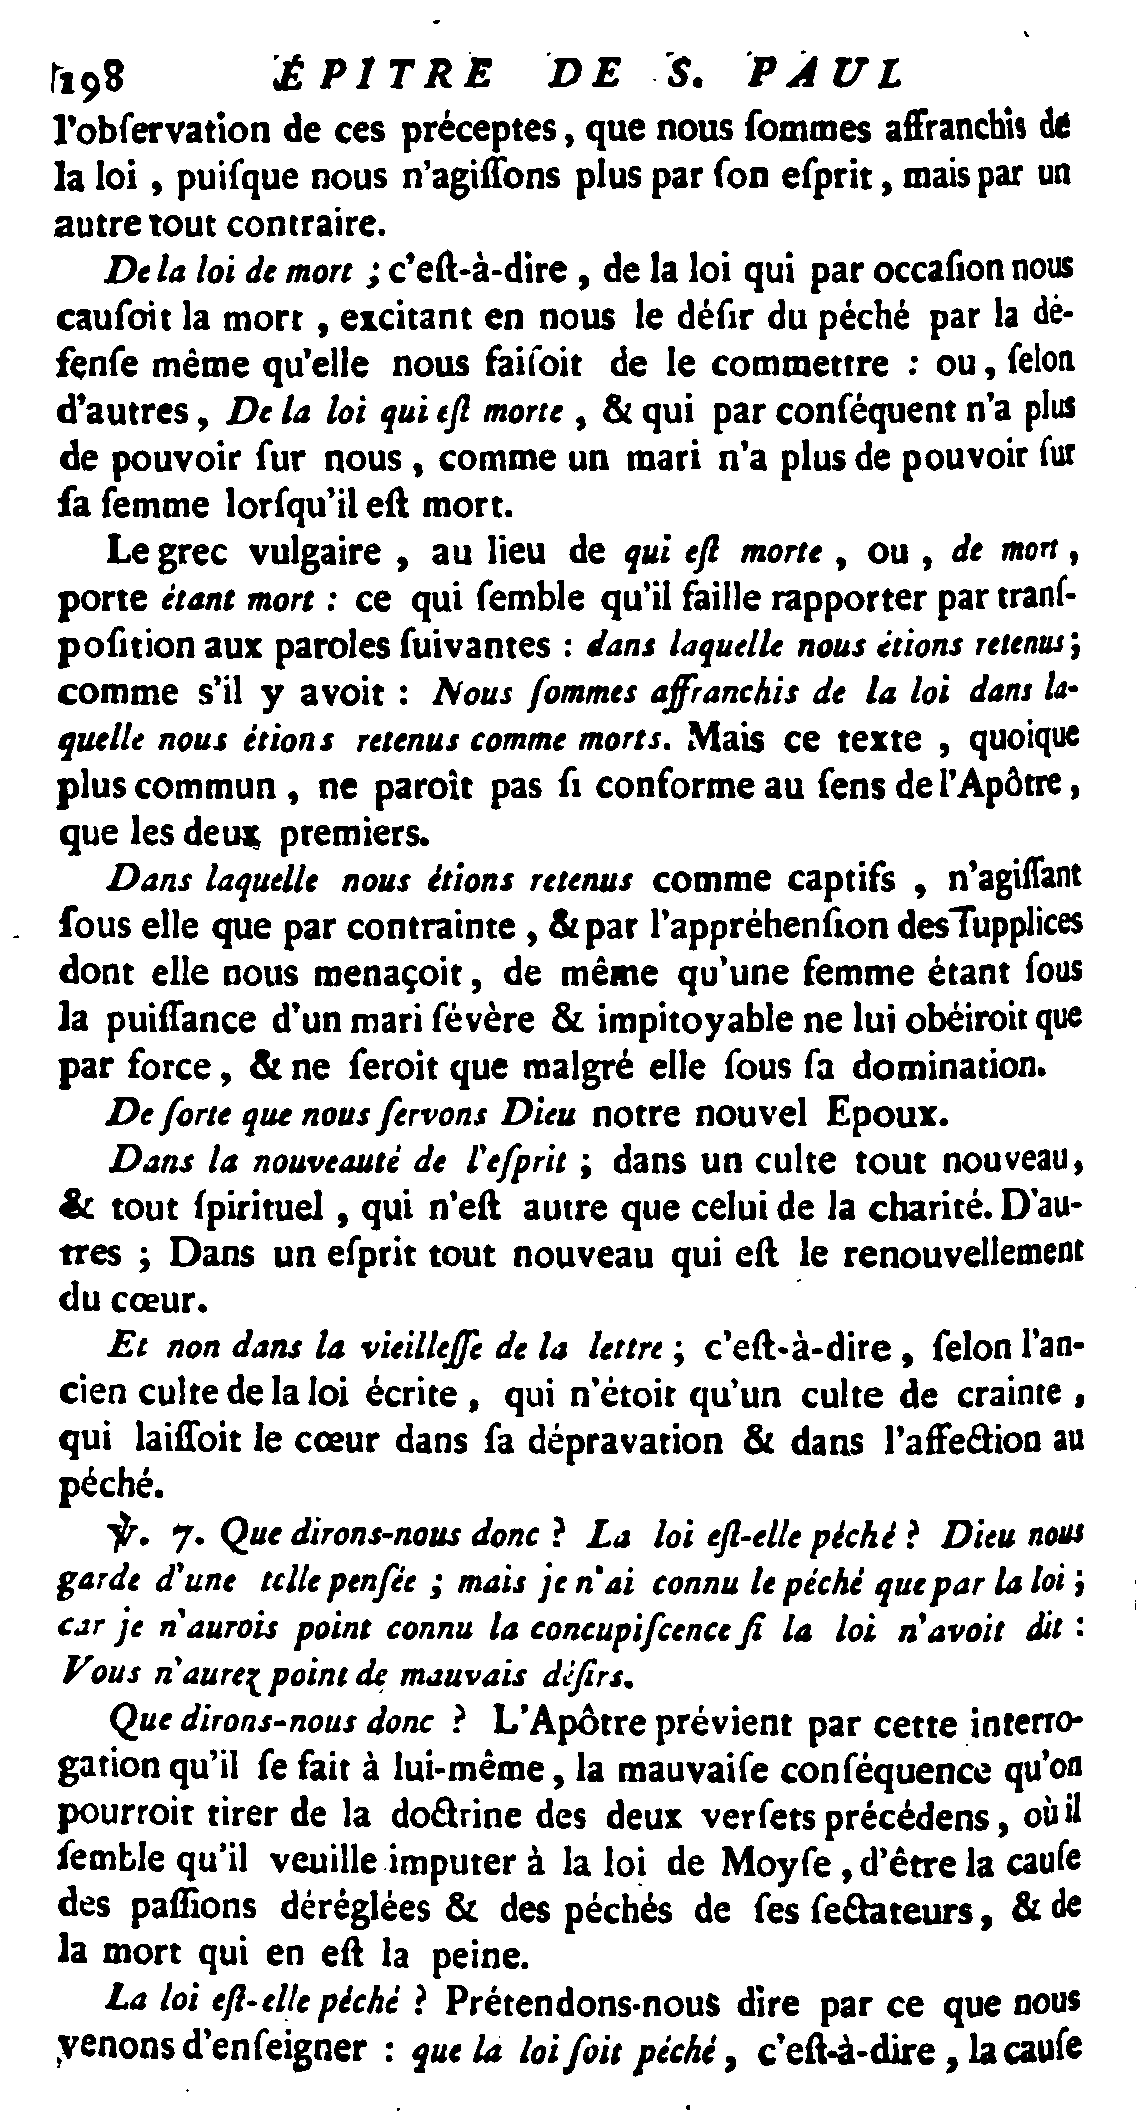 198 ÉPITRE DE S. PAUL
l'obſervation de ces préceptes, que nous ſommes affranchis de
la loi, puiſque nous n'agiſſons plus par ſon eſprit, mais par un
autre tout contraire.
De la loi de mort ; c'eſt-à-dire, de la loi qui par occaſion nous
cauſoit la mort, excitant en nous le déſir du péché par la dé-
fenſe même qu'elle nous faiſoit de le commettre : ou, ſelon
d'autres, De la loi qui eſt morte, & qui par conſéquent n'a plus
de pouvoir ſur nous, comme un mari n'a plus de pouvoir ſur
ſa femme lorſqu'il eſt mort.
Le grec vulgaire, au lieu de qui eſt morte, ou, de mort,
porte étant mort : ce qui ſemble qu'il faille rapporter par tranſ-
poſition aux paroles ſuivantes : dans laquelle nous étions retenus ;
comme s'il y avoit : Nous ſommes affranchis de la loi dans la-
quelle nous étions retenus comme morts. Mais ce texte, quoique
plus commun, ne paroît pas ſi conforme au ſens de l'Apôtre,
que les deux premiers.
Dans laquelle nous étions retenus comme captifs, n'agiſſant
ſous elle que par contrainte, & par l'appréhenſion des ſupplices
dont elle nous menaçoit, de même qu'une femme étant ſous
la puiſſance d'un mari ſévère & impitoyable ne lui obéiroit que
par force, & ne ſeroit que malgré elle ſous ſa domination.
De ſorte que nous ſervons Dieu notre nouvel Epoux.
Dans la nouveauté de l'eſprit ; dans un culte tout nouveau,
& tout ſpirituel, qui n'eſt autre que celui de la charité. D'au-
tres ; Dans un eſprit tout nouveau qui eſt le renouvellement
du cœur.
Et non dans la vieilleſſe de la lettre ; c'eſt-à-dire, ſelon l'an-
cien culte de la loi écrite, qui n'étoit qu'un culte de crainte,
qui laiſſoit le cœur dans ſa dépravation & dans l'affection au
péché.
℣. 7. Que dirons-nous donc ? La loi eſt-elle péché ? Dieu nous
garde d'une telle penſée ; mais je n'ai connu le péché que par la loi ;
car je n'aurois point connu la concupiſcence ſi la loi n'avoit dit :
Vous n'aurez point de mauvais déſirs.
Que dirons-nous donc ? L'Apôtre prévient par cette interro-
gation qu'il ſe fait à lui-même, la mauvaiſe conſéquence qu'on
pourroit tirer de la doctrine des deux verſets précédens, où il
ſemble qu'il veuille imputer à la loi de Moyſe, d'être la cauſe
des paſſions déréglées & des péchés de ſes ſectateurs, & de
la mort qui en eſt la peine.
La loi eſt-elle péché ? Prétendons-nous dire par ce que nous
venons d'enſeigner : que la loi ſoit péché, c'eſt-à-dire, la cauſe